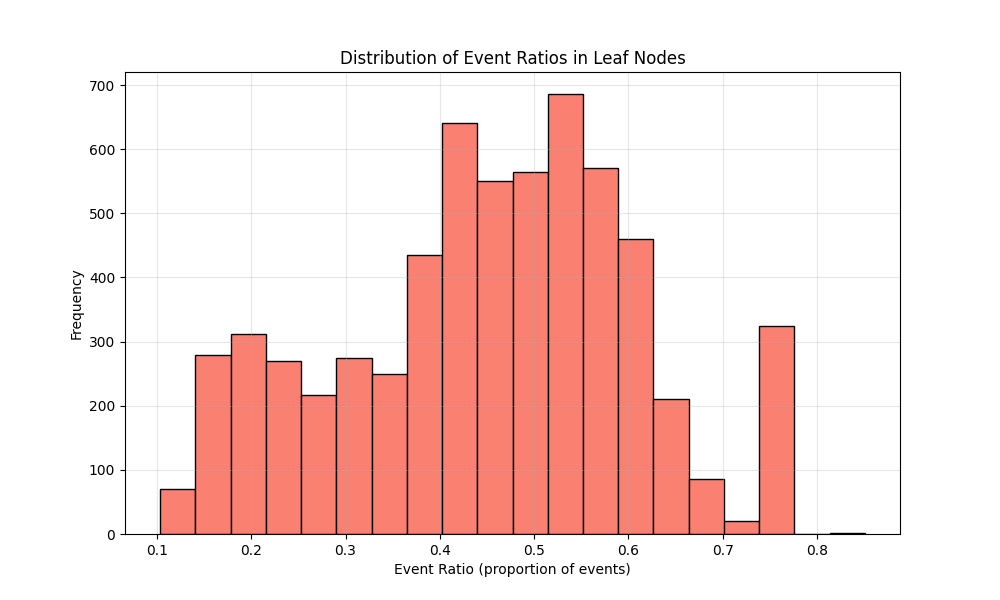 Distribution of Event Ratios in Leaf Nodes
700
600
500
400
300
200
100
0
Frequency
0.1 0.2 0.3 0.4 0.5 0.6 0.7 0.8
Event Ratio (proportion of events)